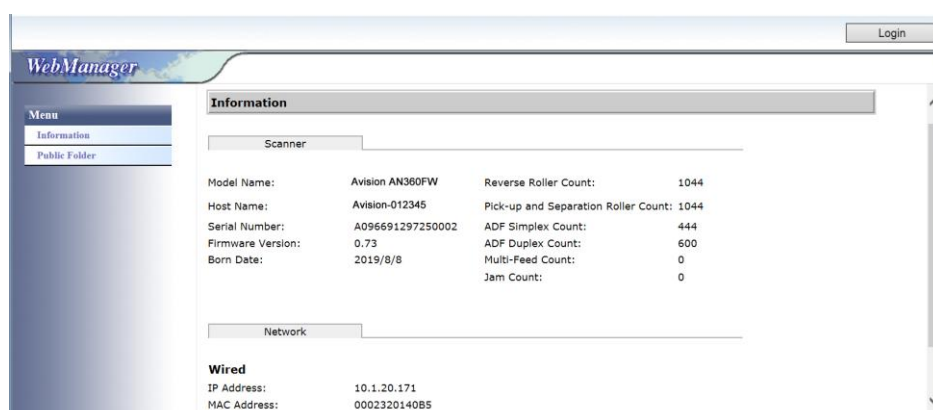 Login
WebManager
Menu
Information
Public Folder
Information
Scanner
Model Name: Avision AN360FW Reverse Roller Count: 1044
Host Name: Avision-012345 Pick-up and Separation Roller Count: 1044
Serial Number: A096691297250002 ADF Simplex Count: 444
Firmware Version: 0.73 ADF Duplex Count: 600
Born Date: 2019/8/8 Multi-Feed Count: 0
Jam Count: 0
Network
Wired
IP Address: 10.1.20.171
MAC Address: 0002320140B5